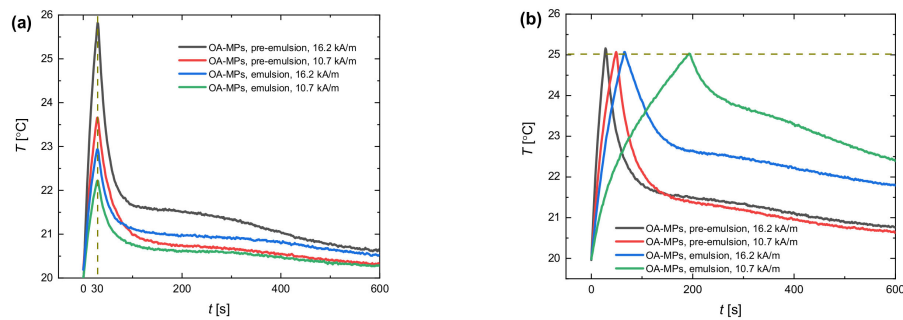 (a)
26
25
24
23
22
21
20
T [°C]
OA-MPs, pre-emulsion, 16.2 kA/m
OA-MPs, pre-emulsion, 10.7 kA/m
OA-MPs, emulsion, 16.2 kA/m
OA-MPs, emulsion, 10.7 kA/m
0 30 200 400 600
t [s]
(b)
26
25
24
23
22
21
20
T [°C]
OA-MPs, pre-emulsion, 16.2 kA/m
OA-MPs, pre-emulsion, 10.7 kA/m
OA-MPs, emulsion, 16.2 kA/m
OA-MPs, emulsion 10.7 kA/m
0 200 400 600
t [s]